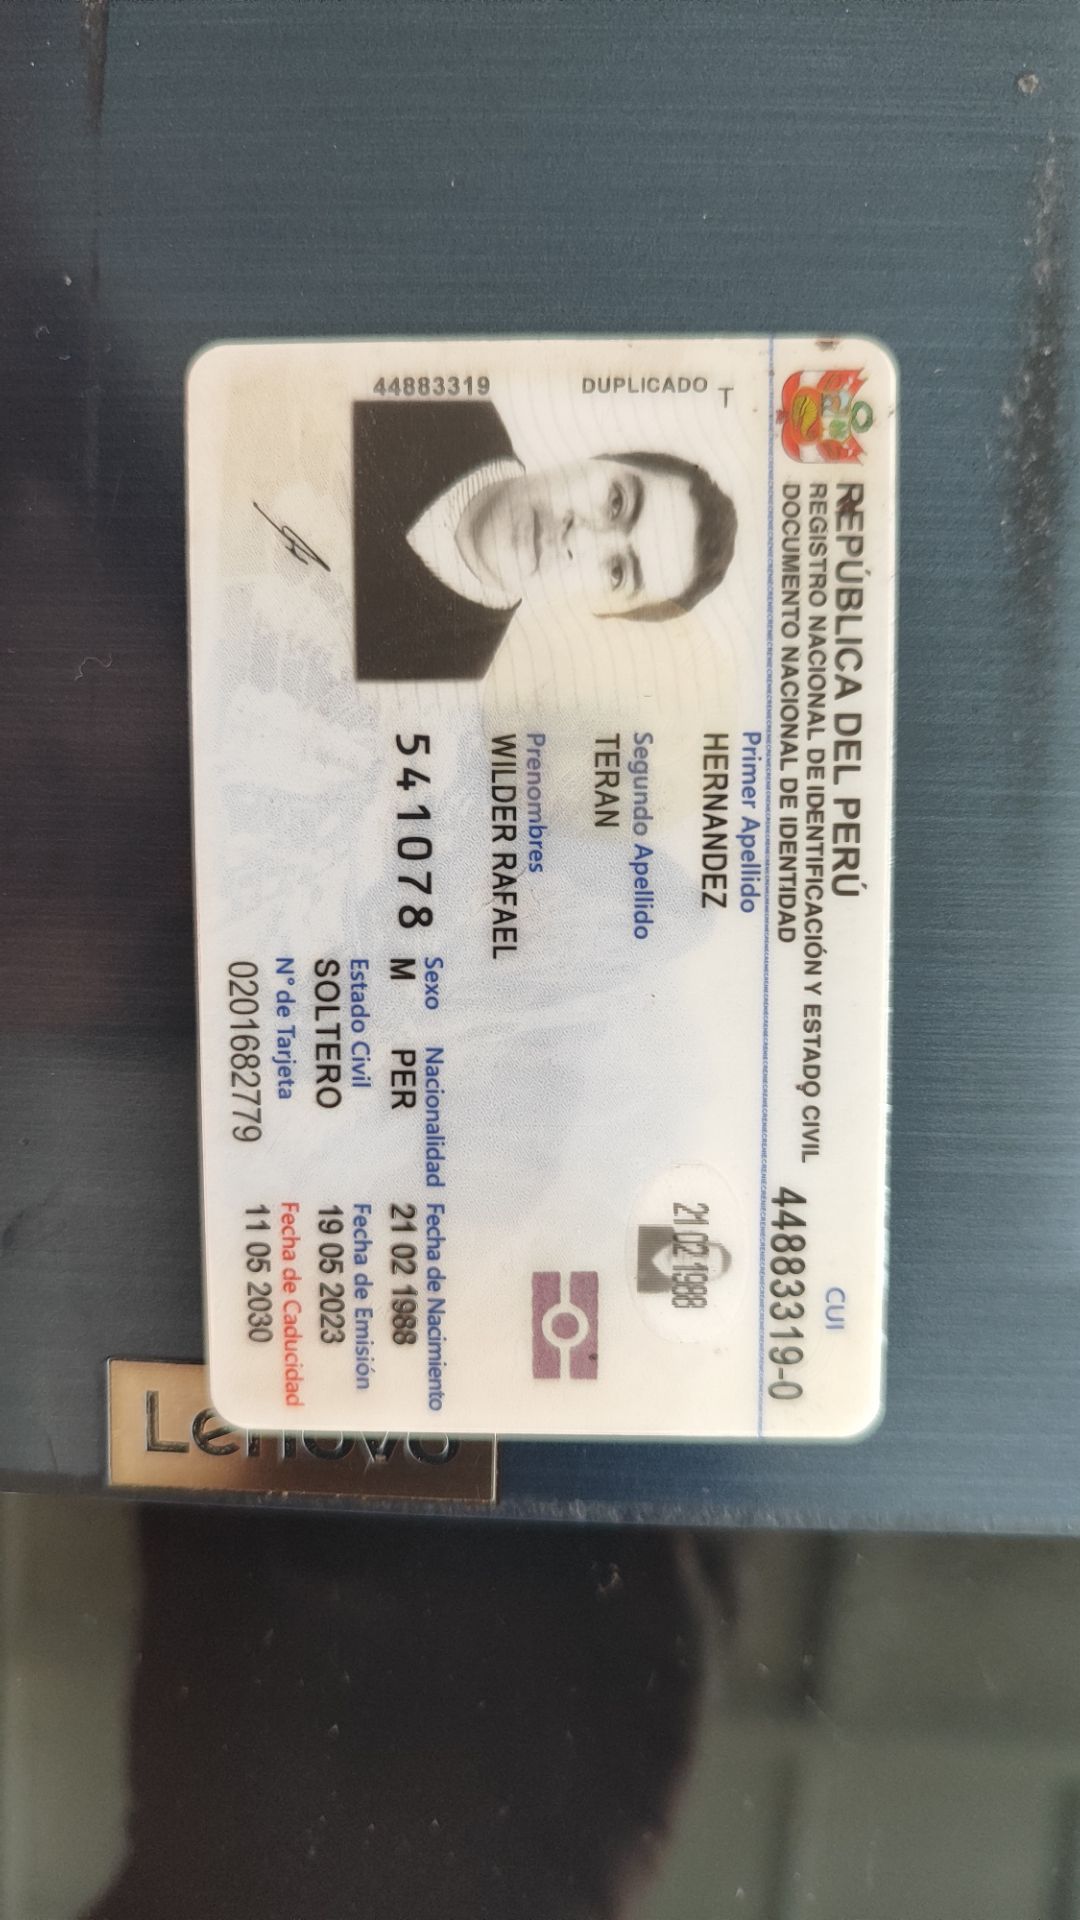 REPÚBLICA DEL PERÚ
REGISTRO NACIONAL DE IDENTIFICACIÓN Y ESTADO CIVIL
DOCUMENTO NACIONAL DE IDENTIDAD
CUI
44883319-0
DUPLICADO T
44883319
Primer Apellido
HERNANDEZ
Segundo Apellido
TERAN
Prenombres
WILDER RAFAEL
21 02 1988
541078
Sexo Nacionalidad Fecha de Nacimiento
M PER 21 02 1988
Estado Civil Fecha de Emisión
SOLTERO 19 05 2023
N° de Tarjeta Fecha de Caducidad
0201682779 11 05 2030
Lenovo